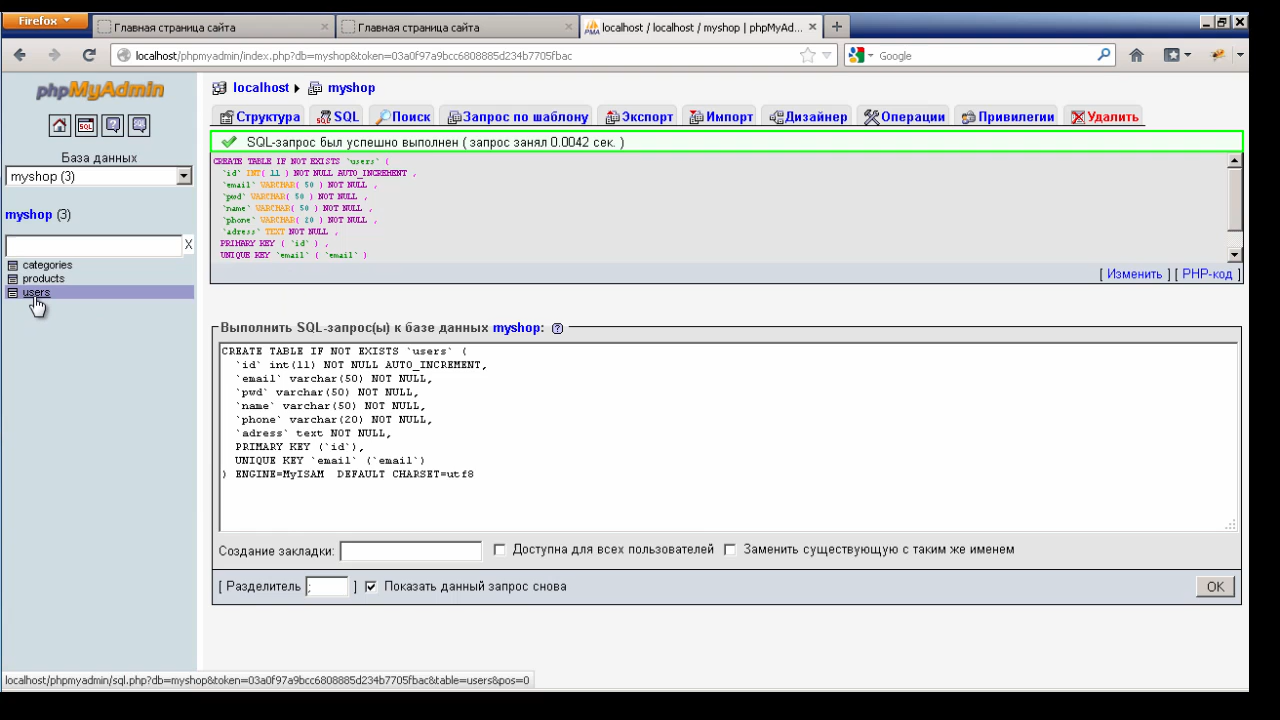 Firefox
Главная страница сайта
Главная страница сайта
localhost / localhost / myshop | phpMyAd...
localhost/phpmyadmin/index.php?db=myshop&token=03a0f97a9bcc6808885d234b7705fbac
Google
phpMyAdmin
База данных
myshop (3)
myshop (3)
X
categories
products
users
localhost
myshop
Структура
SQL
Поиск
Запрос по шаблону
Экспорт
Импорт
Дизайнер
Операции
Привилегии
Удалить
SQL-запрос был успешно выполнен ( запрос занял 0.0042 сек. )
CREATE TABLE IF NOT EXISTS `users` (
`id` INT( 11 ) NOT NULL AUTO_INCREMENT ,
`email` VARCHAR( 50 ) NOT NULL ,
`pwd` VARCHAR( 50 ) NOT NULL ,
`name` VARCHAR( 50 ) NOT NULL ,
`phone` VARCHAR( 20 ) NOT NULL ,
`adress` TEXT NOT NULL ,
PRIMARY KEY ( `id` ) ,
UNIQUE KEY `email` ( `email` )
[ Изменить ] [ PHP-код ]
Выполнить SQL-запрос(ы) к базе данных myshop:
CREATE TABLE IF NOT EXISTS `users` (
`id` int(11) NOT NULL AUTO_INCREMENT,
`email` varchar(50) NOT NULL,
`pwd` varchar(50) NOT NULL,
`name` varchar(50) NOT NULL,
`phone` varchar(20) NOT NULL,
`adress` text NOT NULL,
PRIMARY KEY (`id`),
UNIQUE KEY `email` (`email`)
) ENGINE=MyISAM DEFAULT CHARSET=utf8
Создание закладки:
Доступна для всех пользователей
Заменить существующую с таким же именем
[ Разделитель ; ]
Показать данный запрос снова
OK
localhost/phpmyadmin/sql.php?db=myshop&token=03a0f97a9bcc6808885d234b7705fbac&table=users&pos=0